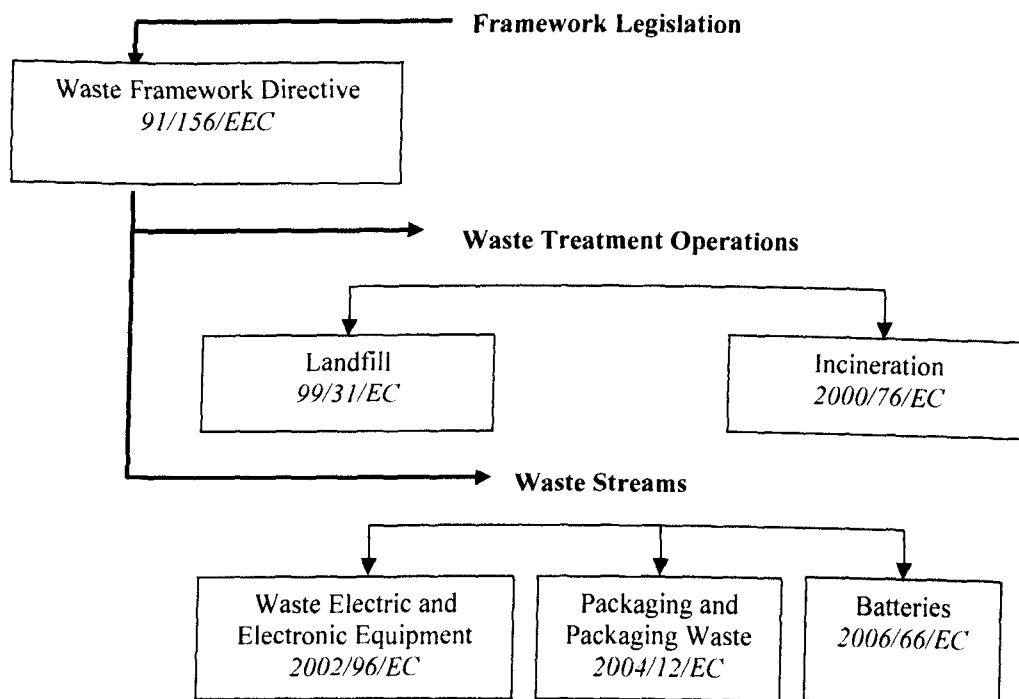 Framework Legislation
Waste Framework Directive
91/156/EEC
Waste Treatment Operations
Landfill
99/31/EC
Incineration
2000/76/EC
Waste Streams
Waste Electric and
Electronic Equipment
2002/96/EC
Packaging and
Packaging Waste
2004/12/EC
Batteries
2006/66/EC